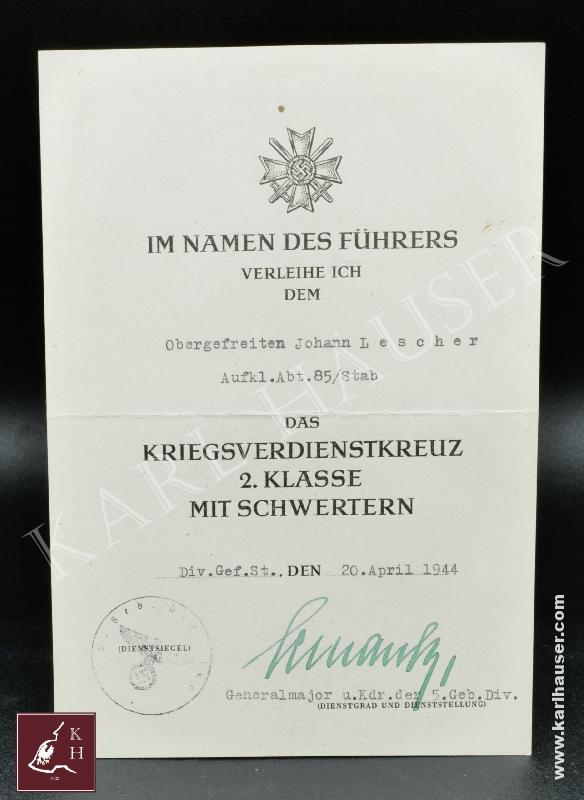 IM NAMEN DES FÜHRERS
VERLEIHE ICH
DEM
Obergefreiten Johann L e s c h e r
Aufkl.Abt.85/Stab
DAS
KRIEGSVERDIENSTKREUZ
2. KLASSE
MIT SCHWERTERN
Div.Gef.St., DEN 20.April 1944
(DIENSTSIEGEL)
Generalmajor u.Kdr.der 5.Geb.Div.
(DIENSTGRAD UND DIENSTSTELLUNG)
KARL HAUSER
K
H
www.karlhauser.com